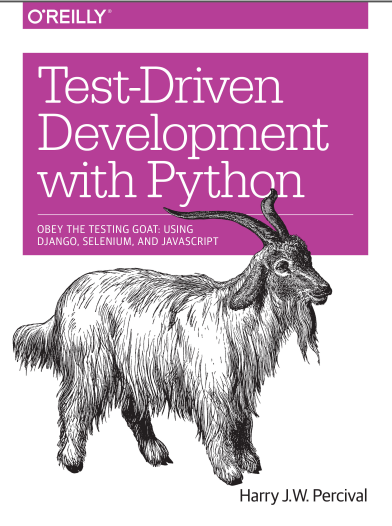 O'REILLY®
Test-Driven
Development
with Python
OBEY THE TESTING GOAT: USING
DJANGO, SELENIUM, AND JAVASCRIPT
Harry J.W. Percival